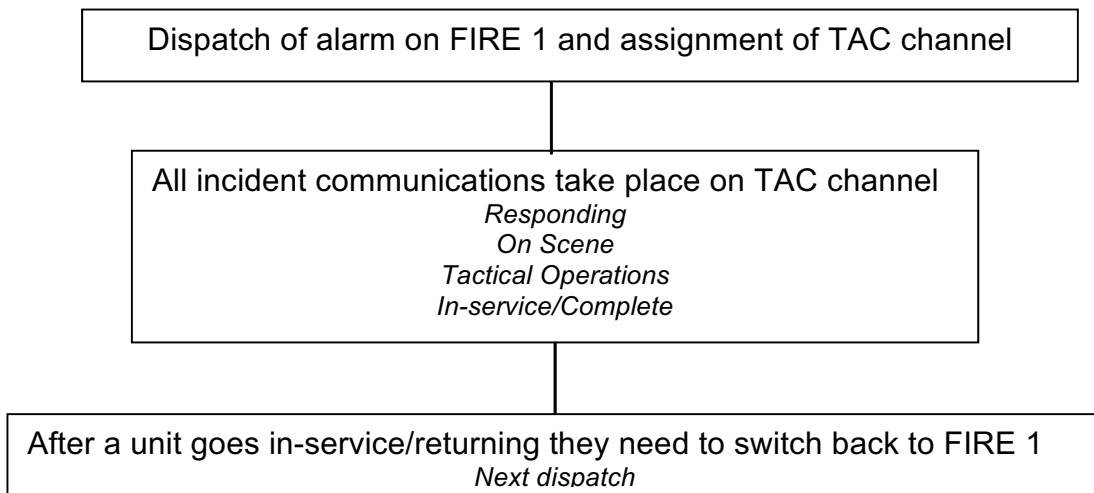 Dispatch of alarm on FIRE 1 and assignment of TAC channel
All incident communications take place on TAC channel
Responding
On Scene
Tactical Operations
In-service/Complete
After a unit goes in-service/returning they need to switch back to FIRE 1
Next dispatch